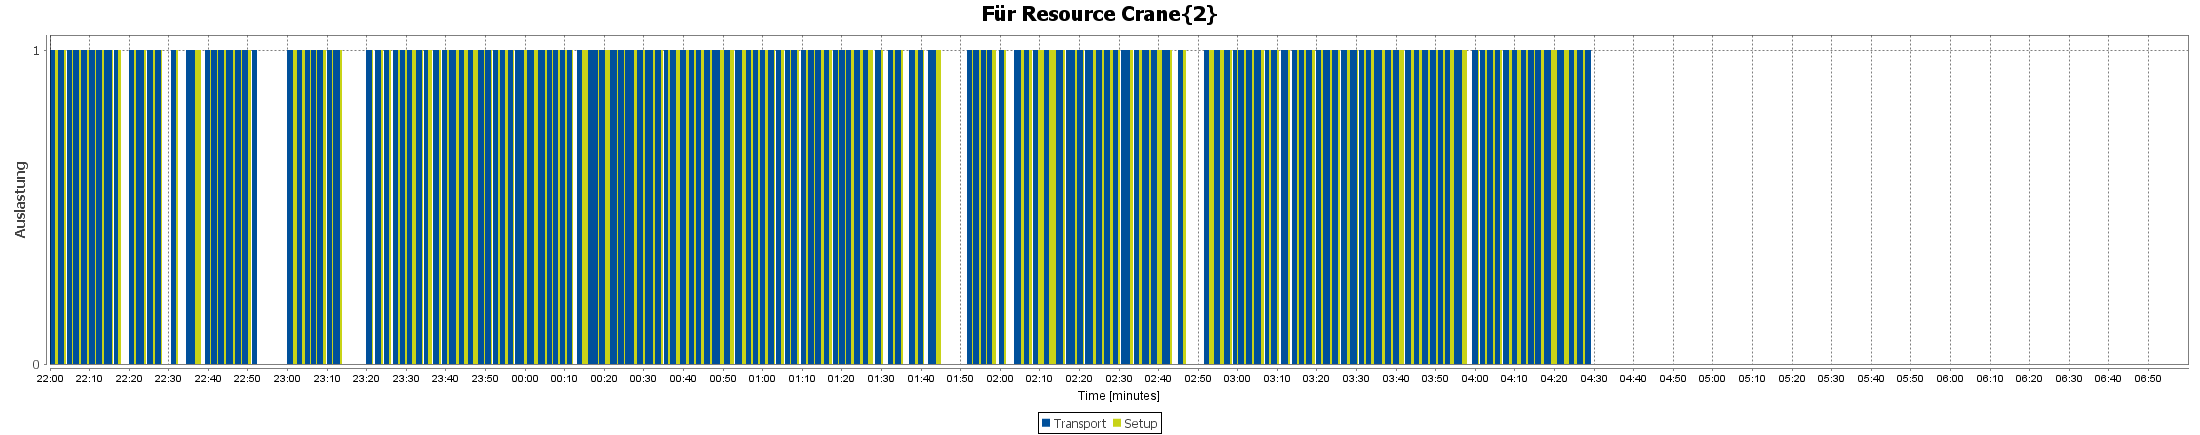 Für Resource Crane{2}
Auslastung
1
0
22:00 22:10 22:20 22:30 22:40 22:50 23:00 23:10 23:20 23:30 23:40 23:50 00:00 00:10 00:20 00:30 00:40 00:50 01:00 01:10 01:20 01:30 01:40 01:50 02:00 02:10 02:20 02:30 02:40 02:50 03:00 03:10 03:20 03:30 03:40 03:50 04:00 04:10 04:20 04:30 04:40 04:50 05:00 05:10 05:20 05:30 05:40 05:50 06:00 06:10 06:20 06:30 06:40 06:50
Time [minutes]
Transport Setup